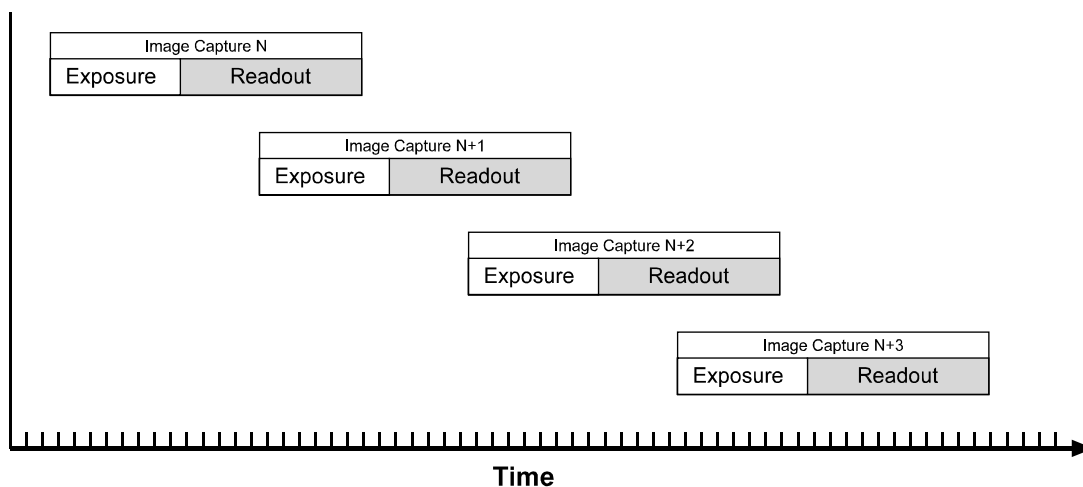 Image Capture N
Exposure Readout
Image Capture N+1
Exposure Readout
Image Capture N+2
Exposure Readout
Image Capture N+3
Exposure Readout
Time